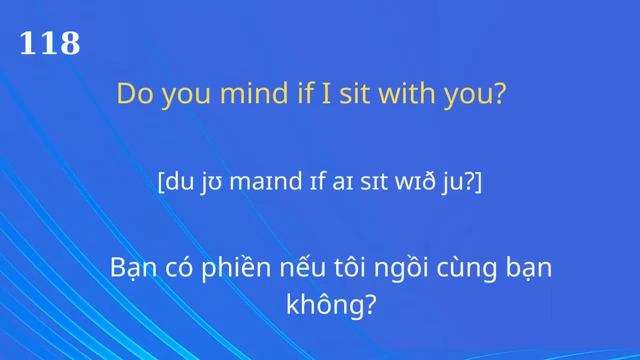 118
Do you mind if I sit with you?
[du jʊ maɪnd ɪf aɪ sɪt wɪð ju?]
Bạn có phiền nếu tôi ngồi cùng bạn
không?